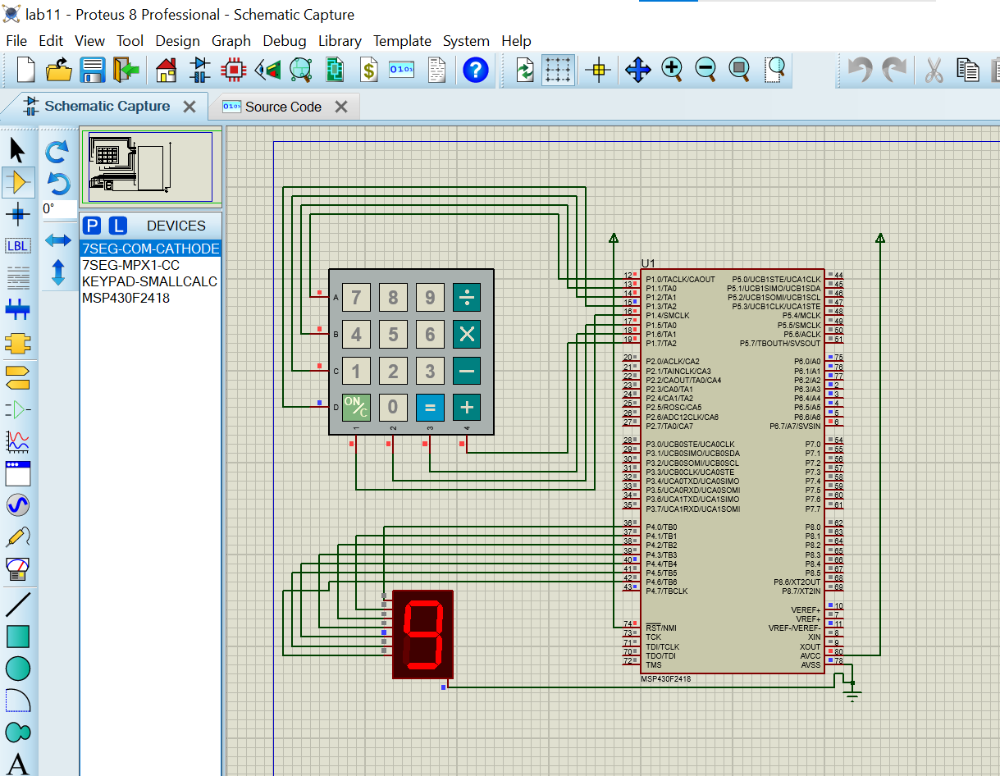 lab11 - Proteus 8 Professional - Schematic Capture
File Edit View Tool Design Graph Debug Library Template System Help
Schematic Capture
Source Code
0°
P L DEVICES
LBL
7SEG-COM-CATHODE
7SEG-MPX1-CC
KEYPAD-SMALLCALC
MSP430F2418
A
U1
A 7 8 9 ÷
B 4 5 6 ×
C 1 2 3 −
D ON/C 0 = +
1 2 3 4
12 P1.0/TACLK/CAOUT P5.0/UCB1STE/UCA1CLK 44
13 P1.1/TA0 P5.1/UCB1SIMO/UCB1SDA 45
14 P1.2/TA1 P5.2/UCB1SOMI/UCB1SCL 46
15 P1.3/TA2 P5.3/UCB1CLK/UCA1STE 47
16 P1.4/SMCLK P5.4/MCLK 48
17 P1.5/TA0 P5.5/SMCLK 49
18 P1.6/TA1 P5.6/ACLK 50
19 P1.7/TA2 P5.7/TBOUTH/SVSOUT 51
20 P2.0/ACLK/CA2 P6.0/A0 75
21 P2.1/TAINCLK/CA3 P6.1/A1 76
22 P2.2/CAOUT/TA0/CA4 P6.2/A2 77
23 P2.3/CA0/TA1 P6.3/A3 2
24 P2.4/CA1/TA2 P6.4/A4 3
25 P2.5/ROSC/CA5 P6.5/A5 4
26 P2.6/ADC12CLK/CA6 P6.6/A6 5
27 P2.7/TA0/CA7 P6.7/A7/SVSIN 6
28 P3.0/UCB0STE/UCA0CLK P7.0 54
29 P3.1/UCB0SIMO/UCB0SDA P7.1 55
30 P3.2/UCB0SOMI/UCB0SCL P7.2 56
31 P3.3/UCB0CLK/UCA0STE P7.3 57
32 P3.4/UCA0TXD/UCA0SIMO P7.4 58
33 P3.5/UCA0RXD/UCA0SOMI P7.5 59
34 P3.6/UCA1TXD/UCA1SIMO P7.6 60
35 P3.7/UCA1RXD/UCA1SOMI P7.7 61
36 P4.0/TB0 P8.0 62
37 P4.1/TB1 P8.1 63
38 P4.2/TB2 P8.2 64
39 P4.3/TB3 P8.3 65
40 P4.4/TB4 P8.4 66
41 P4.5/TB5 P8.5 67
42 P4.6/TB6 P8.6/XT2OUT 68
43 P4.7/TBCLK P8.7/XT2IN 69
VEREF+ 10
VREF+ 7
74 RST/NMI VREF-/VEREF- 11
73 TCK XIN 8
71 TDI/TCLK XOUT 9
70 TDO/TDI AVCC 80
72 TMS AVSS 78
MSP430F2418
9